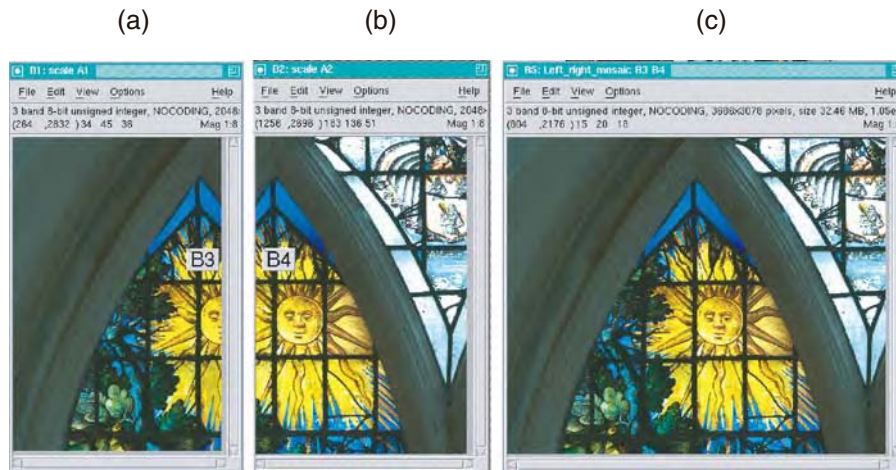 (a)
(b)
(c)
B1: scale A1
File Edit View Options Help
3 band 8-bit unsigned integer, NOCODING, 2048
(264 ,2832 )34 45 36
Mag 1:8
B3
B2: scale A2
File Edit View Options Help
3 band 8-bit unsigned integer, NOCODING, 2048
(1256 ,2898 )183 136 51
Mag 1:8
B4
B5: Left_right_mosaic B3 B4
File Edit View Options Help
3 band 8-bit unsigned integer, NOCODING, 3686x3078 pixels, size 32.46 MB,
(804 ,2176 )15 20 18
Mag 1: